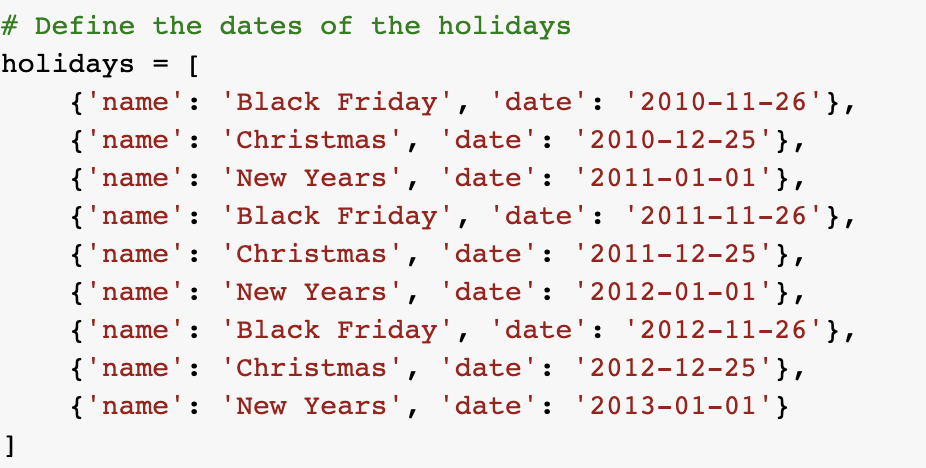 # Define the dates of the holidays
holidays = [
    {'name': 'Black Friday', 'date': '2010-11-26'},
    {'name': 'Christmas', 'date': '2010-12-25'},
    {'name': 'New Years', 'date': '2011-01-01'},
    {'name': 'Black Friday', 'date': '2011-11-26'},
    {'name': 'Christmas', 'date': '2011-12-25'},
    {'name': 'New Years', 'date': '2012-01-01'},
    {'name': 'Black Friday', 'date': '2012-11-26'},
    {'name': 'Christmas', 'date': '2012-12-25'},
    {'name': 'New Years', 'date': '2013-01-01'}
]